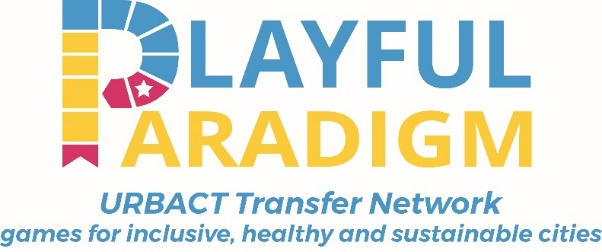 PLAYFUL
PARADIGM
URBACT Transfer Network
games for inclusive, healthy and sustainable cities